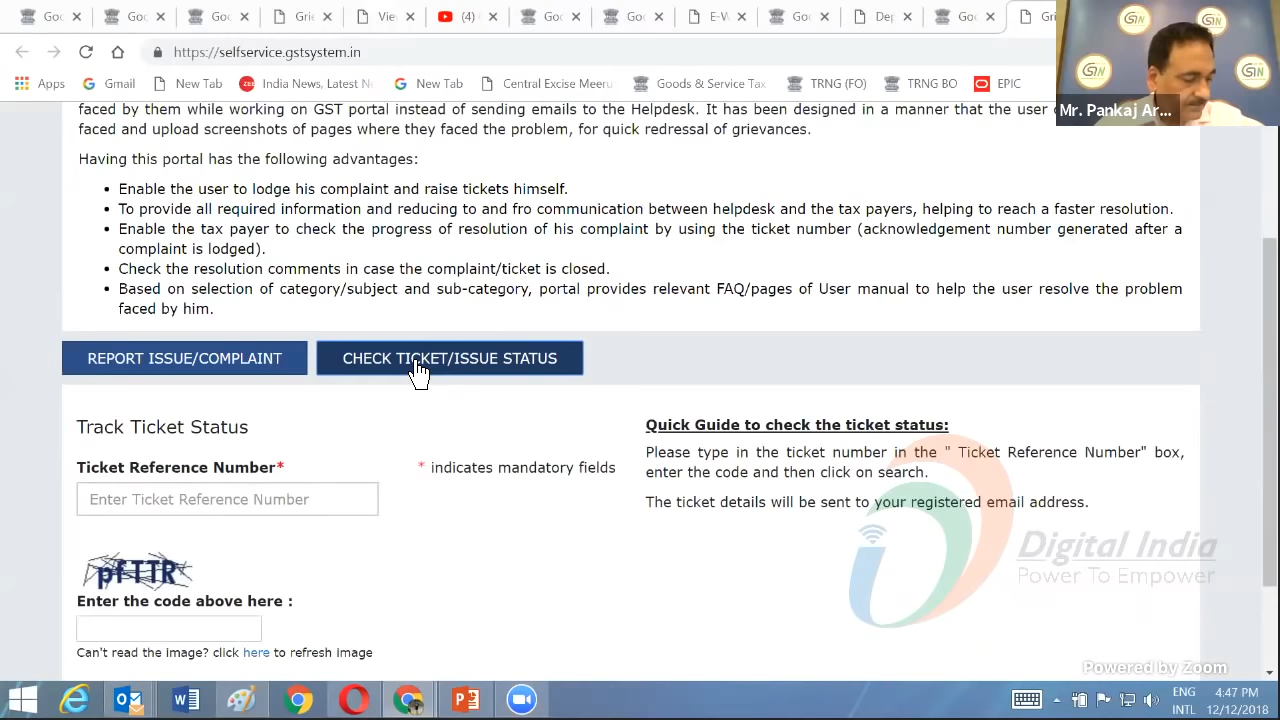 Goo
Goo
Goo
Grie
View
(4)
Goo
Goo
E-W
Goo
Dep
Goo
Gri
https://selfservice.gstsystem.in
Apps
Gmail
New Tab
India News, Latest Ne
New Tab
Central Excise Meeru
Goods & Service Tax
TRNG (FO)
TRNG BO
EPIC
Mr. Pankaj Ar...
faced by them while working on GST portal instead of sending emails to the Helpdesk. It has been designed in a manner that the user c
faced and upload screenshots of pages where they faced the problem, for quick redressal of grievances.
Having this portal has the following advantages:
• Enable the user to lodge his complaint and raise tickets himself.
• To provide all required information and reducing to and fro communication between helpdesk and the tax payers, helping to reach a faster resolution.
• Enable the tax payer to check the progress of resolution of his complaint by using the ticket number (acknowledgement number generated after a
complaint is lodged).
• Check the resolution comments in case the complaint/ticket is closed.
• Based on selection of category/subject and sub-category, portal provides relevant FAQ/pages of User manual to help the user resolve the problem
faced by him.
REPORT ISSUE/COMPLAINT
CHECK TICKET/ISSUE STATUS
Track Ticket Status
Ticket Reference Number*
* indicates mandatory fields
Enter Ticket Reference Number
pfTTR
Enter the code above here :
Can't read the image? click here to refresh image
Quick Guide to check the ticket status:
Please type in the ticket number in the " Ticket Reference Number" box,
enter the code and then click on search.
The ticket details will be sent to your registered email address.
Digital India
Power To Empower
Powered by Zoom
ENG
INTL
4:47 PM
12/12/2018